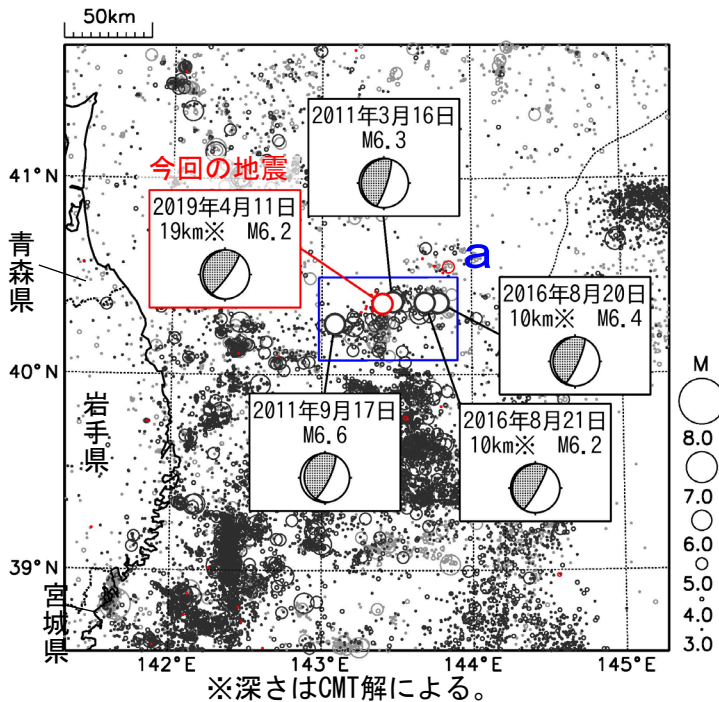 50km
2011年3月16日
M6.3
今回の地震
41°N
2019年4月11日
19km※ M6.2
a
青森県
2016年8月20日
10km※ M6.4
40°N
M
岩手県
2011年9月17日
M6.6
2016年8月21日
10km※ M6.2
8.0
7.0
6.0
5.0
4.0
3.0
39°N
宮城県
142°E
143°E
144°E
145°E
※深さはCMT解による。